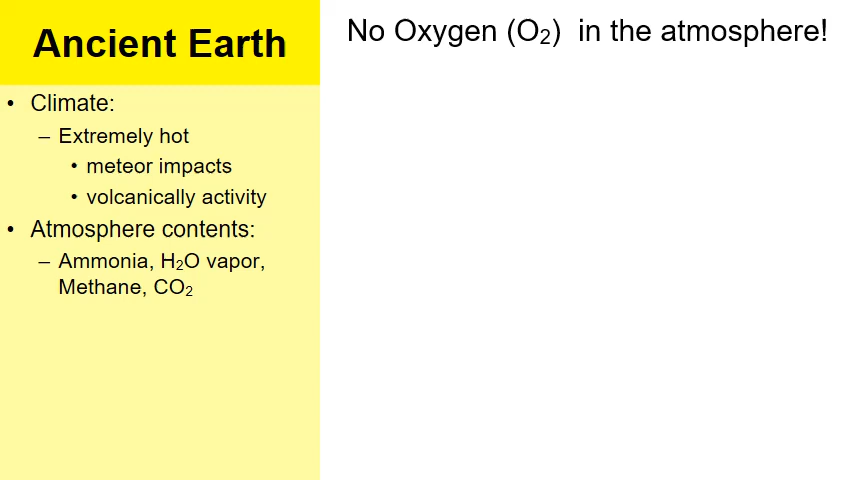 Ancient Earth
No Oxygen (O₂) in the atmosphere!
• Climate:
– Extremely hot
• meteor impacts
• volcanically activity
• Atmosphere contents:
– Ammonia, H₂O vapor,
Methane, CO₂